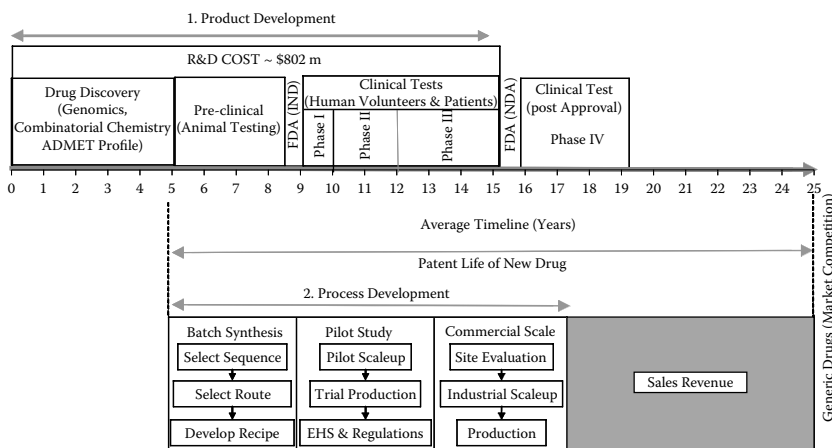 1. Product Development
R&D COST ~ $802 m
Drug Discovery
(Genomics,
Combinatorial Chemistry
ADMET Profile)
Pre-clinical
(Animal Testing)
FDA (IND)
Clinical Tests
(Human Volunteers & Patients)
Phase I
Phase II
Phase III
FDA (NDA)
Clinical Test
(post Approval)
Phase IV
0 1 2 3 4 5 6 7 8 9 10 11 12 13 14 15 16 17 18 19 20 21 22 23 24 25
Average Timeline (Years)
Patent Life of New Drug
2. Process Development
Batch Synthesis
Select Sequence
Select Route
Develop Recipe
Pilot Study
Pilot Scaleup
Trial Production
EHS & Regulations
Commercial Scale
Site Evaluation
Industrial Scaleup
Production
Sales Revenue
Generic Drugs (Market Competition)